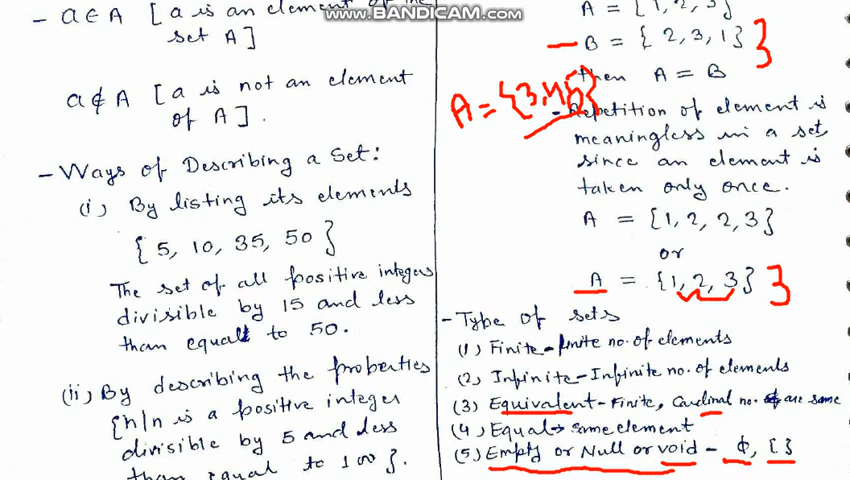 www.BANDICAM.com
- a ∈ A [a is an element of the
set A]
a ∉ A [a is not an element
of A].
- Ways of Describing a Set:
(i) By listing its elements
{5, 10, 35, 50}
The set of all positive integers
divisible by 15 and less
than equal to 50.
(ii) By describing the properties
{n|n is a positive integer
divisible by 5 and less
than equal to 100}.
A = {1, 2, 3}
B = {2, 3, 1}
then A = B
A = {3,4,5}
- Repetition of element is
meaningless in a set,
since an element is
taken only once.
A = {1, 2, 2, 3}
or
A = {1, 2, 3}
- Type of sets
(1) Finite - finite no. of elements
(2) Infinite - Infinite no. of elements
(3) Equivalent - Finite, Cardinal no. are same
(4) Equal → same element
(5) Empty or Null or void - ϕ, { }